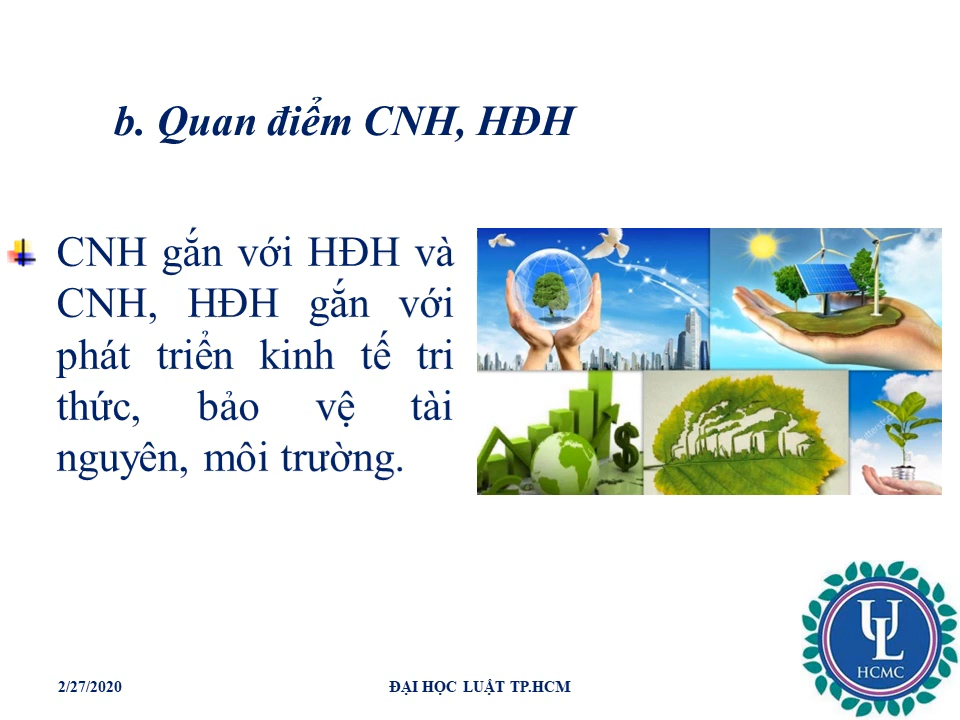 b. Quan điểm CNH, HĐH
CNH gắn với HĐH và
CNH, HĐH gắn với
phát triển kinh tế tri
thức, bảo vệ tài
nguyên, môi trường.
$
UL
HCMC
2/27/2020
ĐẠI HỌC LUẬT TP.HCM